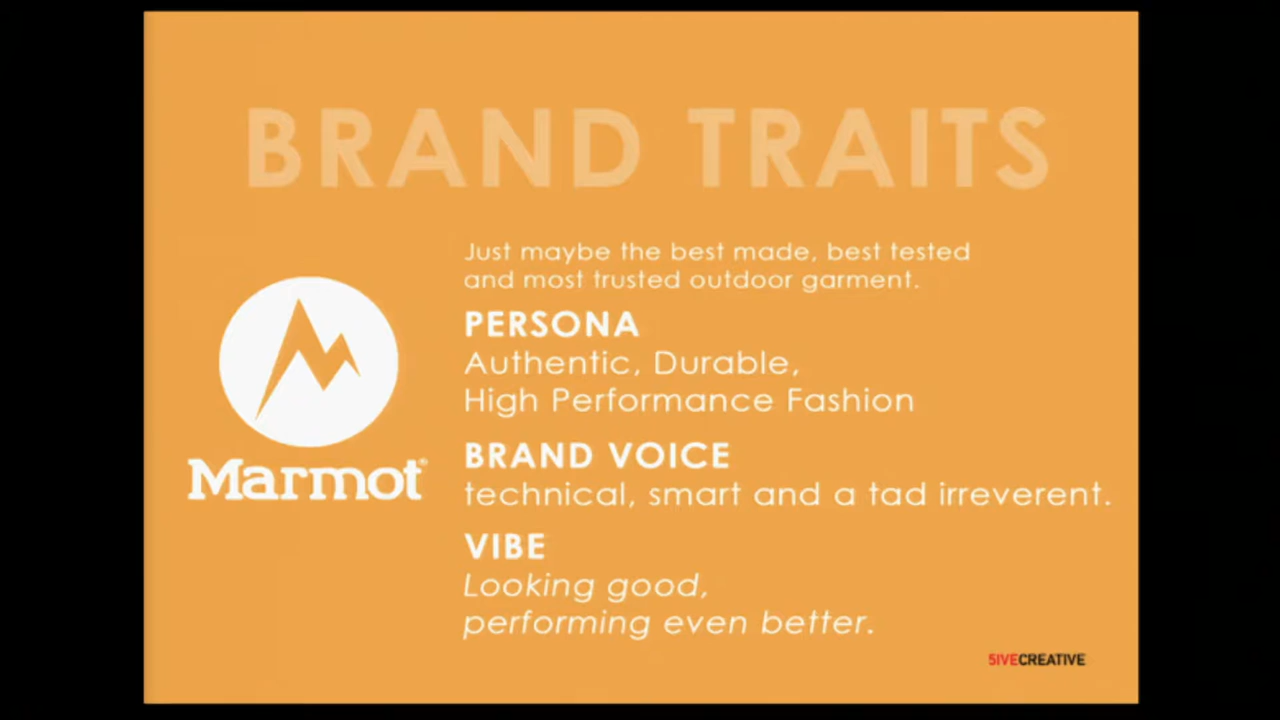 BRAND TRAITS
Just maybe the best made, best tested
and most trusted outdoor garment.
PERSONA
Authentic, Durable,
High Performance Fashion
BRAND VOICE
technical, smart and a tad irreverent.
VIBE
Looking good,
performing even better.
Marmot®
5IVECREATIVE